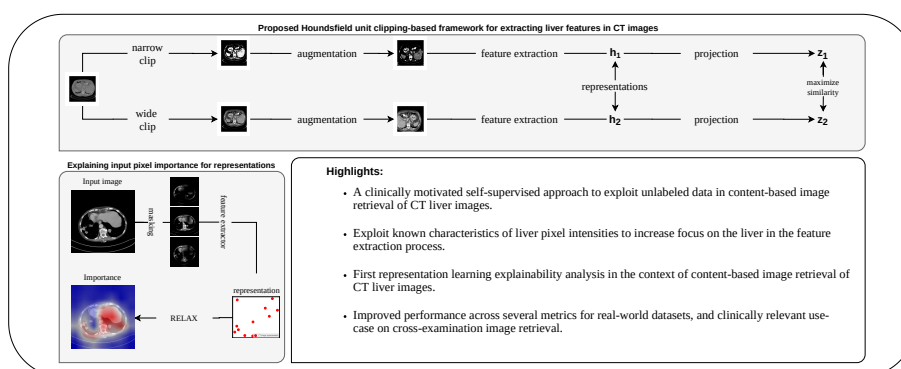 Proposed Houndsfield unit clipping-based framework for extracting liver features in CT images
narrow
clip
augmentation
feature extraction
h1
projection
z1
representations
maximize
similarity
wide
clip
augmentation
feature extraction
h2
projection
z2
Explaining input pixel importance for representations
Input image
masking
feature extractor
Importance
RELAX
representation
Highlights:
• A clinically motivated self-supervised approach to exploit unlabeled data in content-based image
retrieval of CT liver images.
• Exploit known characteristics of liver pixel intensities to increase focus on the liver in the feature
extraction process.
• First representation learning explainability analysis in the context of content-based image retrieval of
CT liver images.
• Improved performance across several metrics for real-world datasets, and clinically relevant use-
case on cross-examination image retrieval.